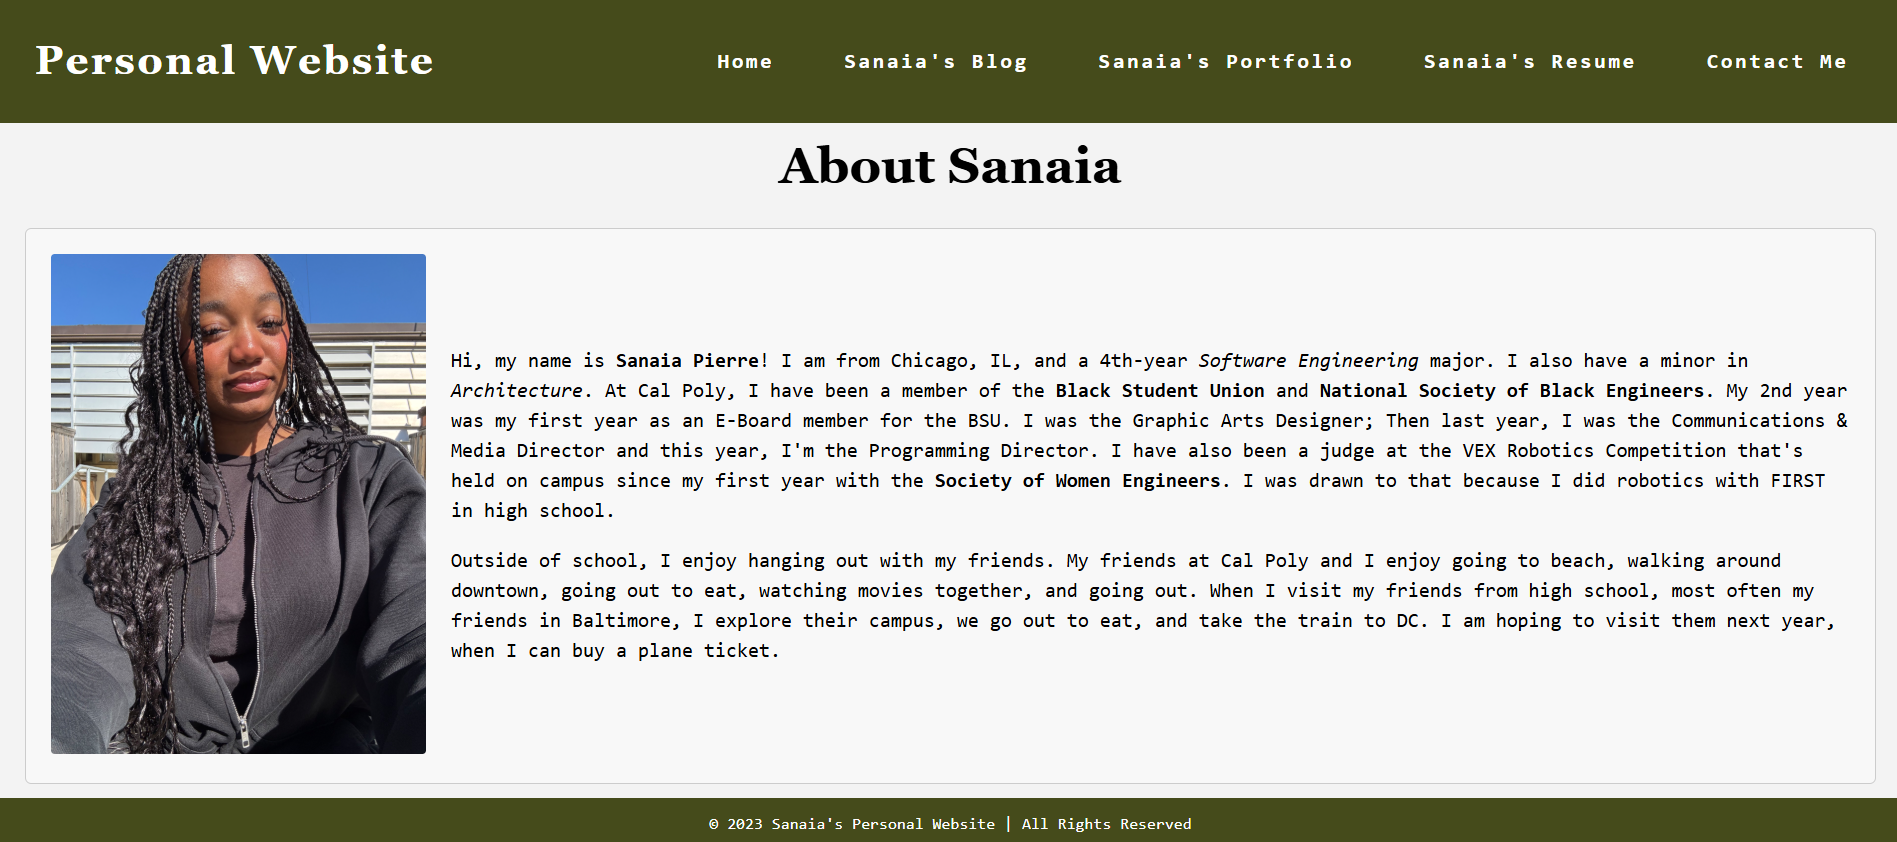 Personal Website
Home Sanaia's Blog Sanaia's Portfolio Sanaia's Resume Contact Me
About Sanaia
Hi, my name is Sanaia Pierre! I am from Chicago, IL, and a 4th-year Software Engineering major. I also have a minor in
Architecture. At Cal Poly, I have been a member of the Black Student Union and National Society of Black Engineers. My 2nd year
was my first year as an E-Board member for the BSU. I was the Graphic Arts Designer; Then last year, I was the Communications &
Media Director and this year, I'm the Programming Director. I have also been a judge at the VEX Robotics Competition that's
held on campus since my first year with the Society of Women Engineers. I was drawn to that because I did robotics with FIRST
in high school.
Outside of school, I enjoy hanging out with my friends. My friends at Cal Poly and I enjoy going to beach, walking around
downtown, going out to eat, watching movies together, and going out. When I visit my friends from high school, most often my
friends in Baltimore, I explore their campus, we go out to eat, and take the train to DC. I am hoping to visit them next year,
when I can buy a plane ticket.
© 2023 Sanaia's Personal Website | All Rights Reserved